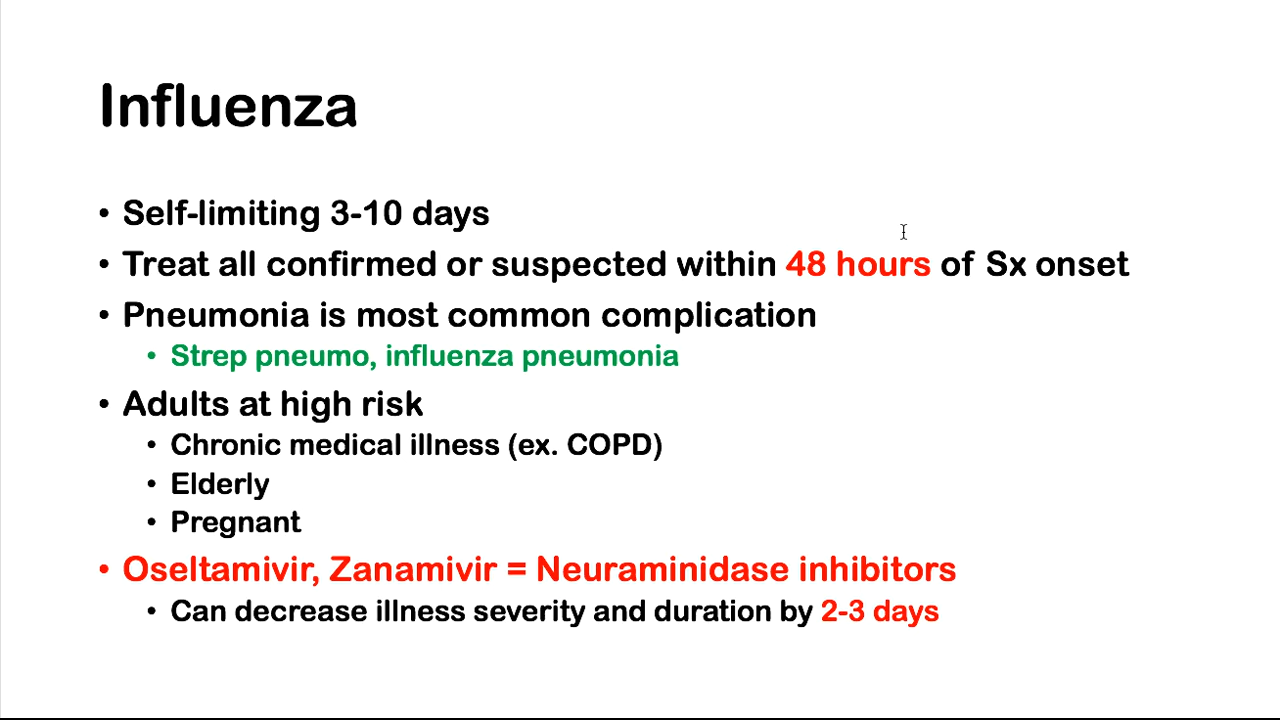 Influenza
• Self-limiting 3-10 days
• Treat all confirmed or suspected within 48 hours of Sx onset
• Pneumonia is most common complication
• Strep pneumo, influenza pneumonia
• Adults at high risk
• Chronic medical illness (ex. COPD)
• Elderly
• Pregnant
• Oseltamivir, Zanamivir = Neuraminidase inhibitors
• Can decrease illness severity and duration by 2-3 days